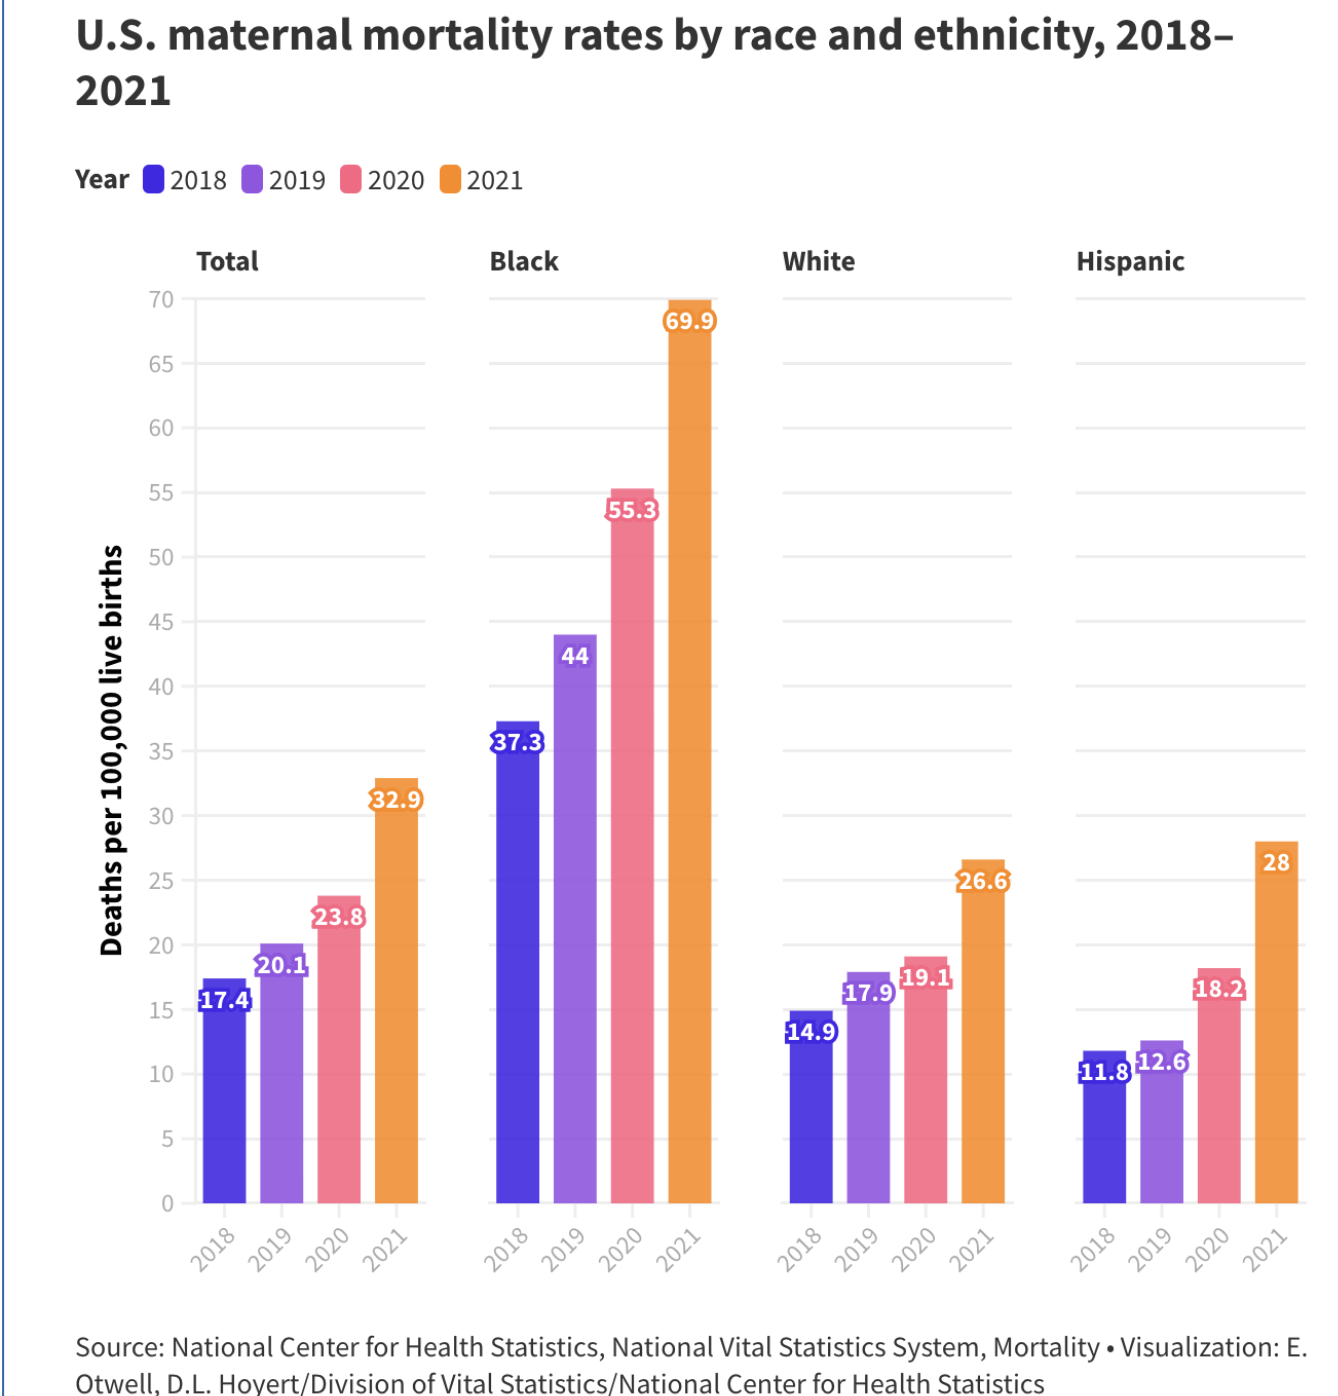 U.S. maternal mortality rates by race and ethnicity, 2018–
2021
Year 2018 2019 2020 2021
Total Black White Hispanic
Deaths per 100,000 live births
70
65
60
55
50
45
40
35
30
25
20
15
10
5
0
17.4 20.1 23.8 32.9
37.3 44 55.3 69.9
14.9 17.9 19.1 26.6
11.8 12.6 18.2 28
2018 2019 2020 2021 2018 2019 2020 2021 2018 2019 2020 2021 2018 2019 2020 2021
Source: National Center for Health Statistics, National Vital Statistics System, Mortality • Visualization: E.
Otwell, D.L. Hoyert/Division of Vital Statistics/National Center for Health Statistics